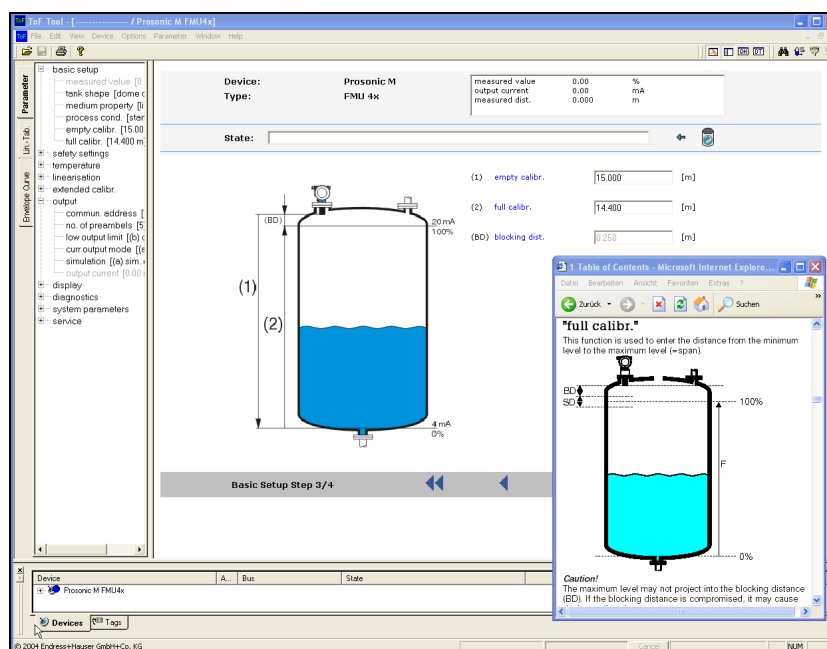 ToF Tool - [--------------- / Prosonic M FMU4x]
File Edit View Device Options Parameter Window Help
Parameter
Lin.-Tab.
Envelope Curve
basic setup
measured value [0.
tank shape [dome c
medium property [li
process cond. [star
empty calibr. [15.00
full calibr. [14.400 m]
safety settings
temperature
linearisation
extended calibr.
output
commun. address [
no. of preambels [5]
low output limit [(b) c
curr.output mode [(e
simulation [(a) sim. c
output current [0.00 r
display
diagnostics
system parameters
service
Device: Prosonic M
Type: FMU 4x
measured value 0.00 %
output current 0.00 mA
measured dist. 0.000 m
State:
(1) empty calibr. 15.000 [m]
(2) full calibr. 14.400 [m]
(BD) blocking dist. 0.250 [m]
(BD)
20 mA
100%
(1)
(2)
4 mA
0%
Basic Setup Step 3/4
1 Table of Contents - Microsoft Internet Explore...
Datei Bearbeiten Ansicht Favoriten Extras ?
Zurück Suchen
"full calibr."
This function is used to enter the distance from the minimum
level to the maximum level (=span).
BD
SD
100%
F
0%
Caution!
The maximum level may not project into the blocking distance
(BD). If the blocking distance is compromised, it may cause
Device A... Bus State
Prosonic M FMU4x
Devices Tags
© 2004 Endress+Hauser GmbH+Co. KG
Cancel NUM